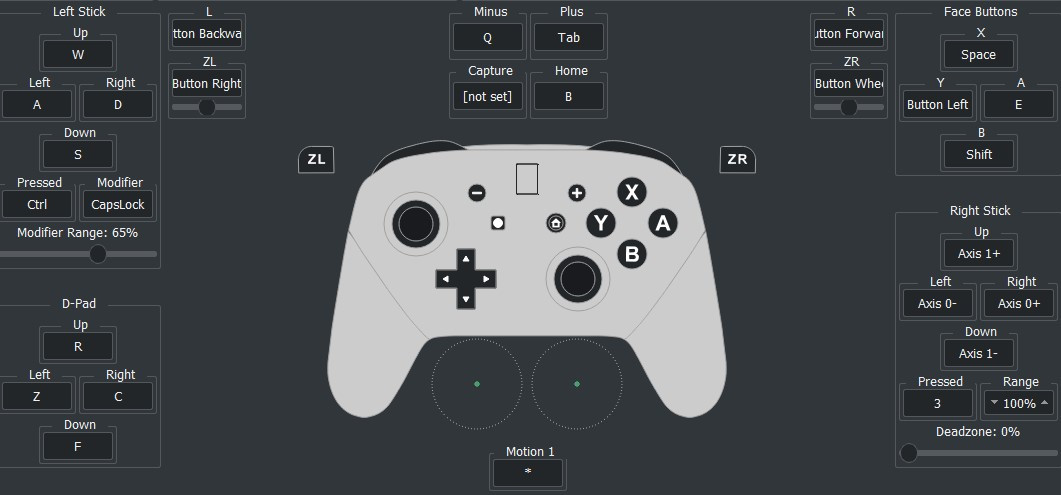 Left Stick
Up
W
Left
Right
A
D
Down
S
Pressed
Modifier
Ctrl
CapsLock
Modifier Range: 65%
D-Pad
Up
R
Left
Right
Z
C
Down
F
L
tton Backwa
ZL
Button Right
Minus
Plus
Q
Tab
Capture
Home
[not set]
B
ZL
ZR
X
Y
A
B
Motion 1
*
R
utton Forwar
ZR
Button Whee
Face Buttons
X
Space
Y
A
Button Left
E
B
Shift
Right Stick
Up
Axis 1+
Left
Right
Axis 0-
Axis 0+
Down
Axis 1-
Pressed
Range
3
100%
Deadzone: 0%